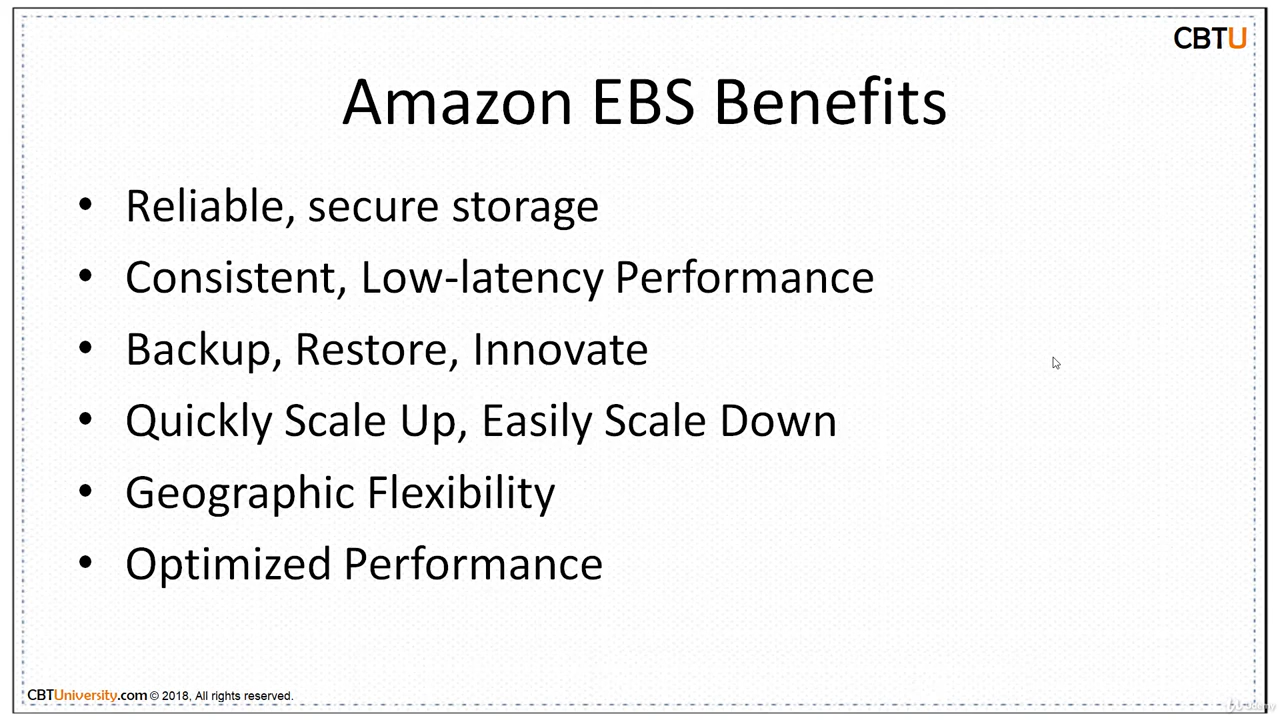 CBTU
Amazon EBS Benefits
• Reliable, secure storage
• Consistent, Low-latency Performance
• Backup, Restore, Innovate
• Quickly Scale Up, Easily Scale Down
• Geographic Flexibility
• Optimized Performance
CBTUniversity.com © 2018, All rights reserved.